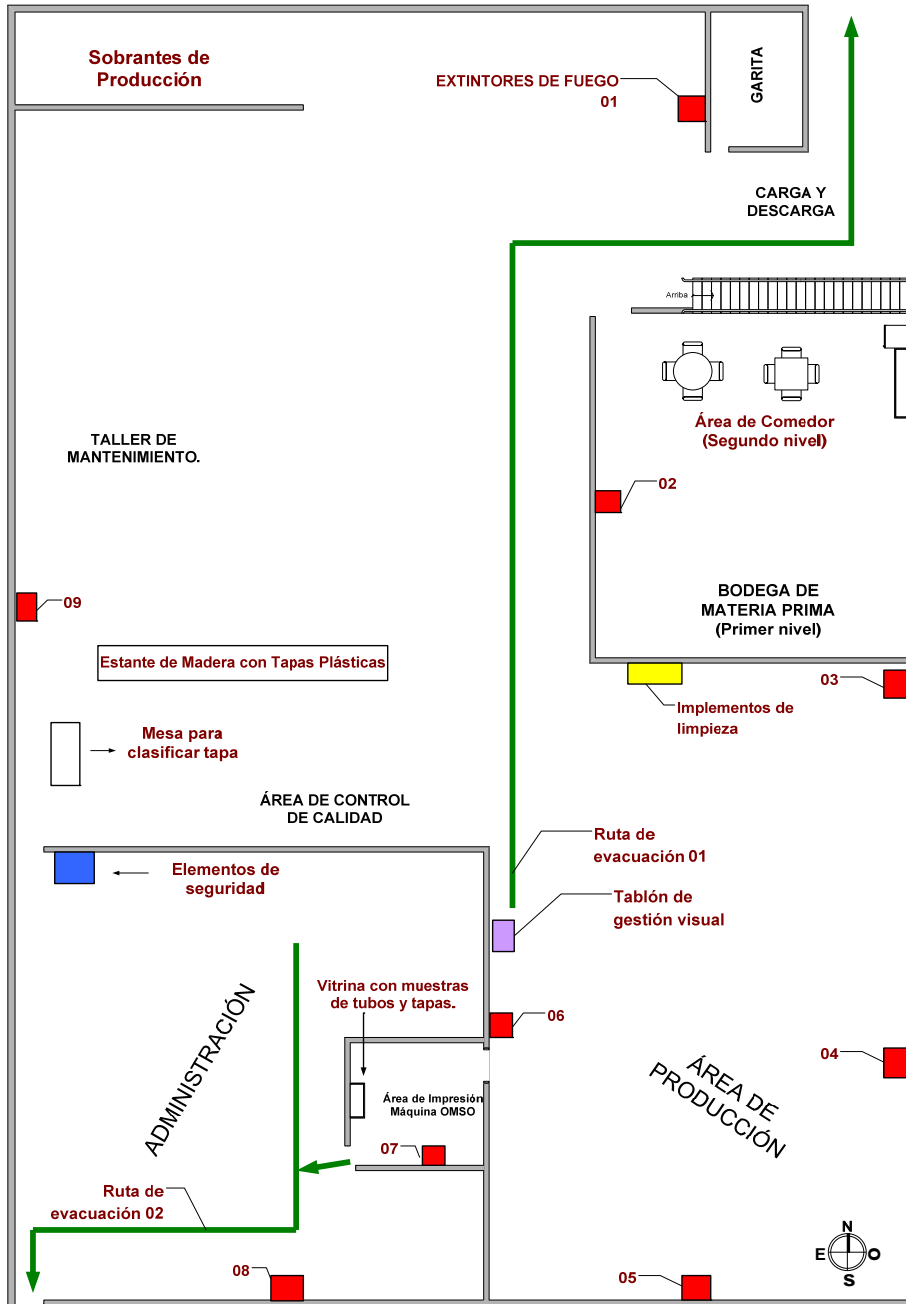 Sobrantes de
Producción
EXTINTORES DE FUEGO
01
GARITA
CARGA Y
DESCARGA
Arriba
Área de Comedor
(Segundo nivel)
TALLER DE
MANTENIMIENTO.
02
BODEGA DE
MATERIA PRIMA
(Primer nivel)
09
Estante de Madera con Tapas Plásticas
03
Implementos de
limpieza
Mesa para
clasificar tapa
ÁREA DE CONTROL
DE CALIDAD
Ruta de
evacuación 01
Elementos de
seguridad
Tablón de
gestión visual
Vitrina con muestras
de tubos y tapas.
06
ADMINISTRACIÓN
04
ÁREA DE
PRODUCCIÓN
Área de Impresión
Máquina OMSO
07
Ruta de
evacuación 02
08
05
N
E O
S